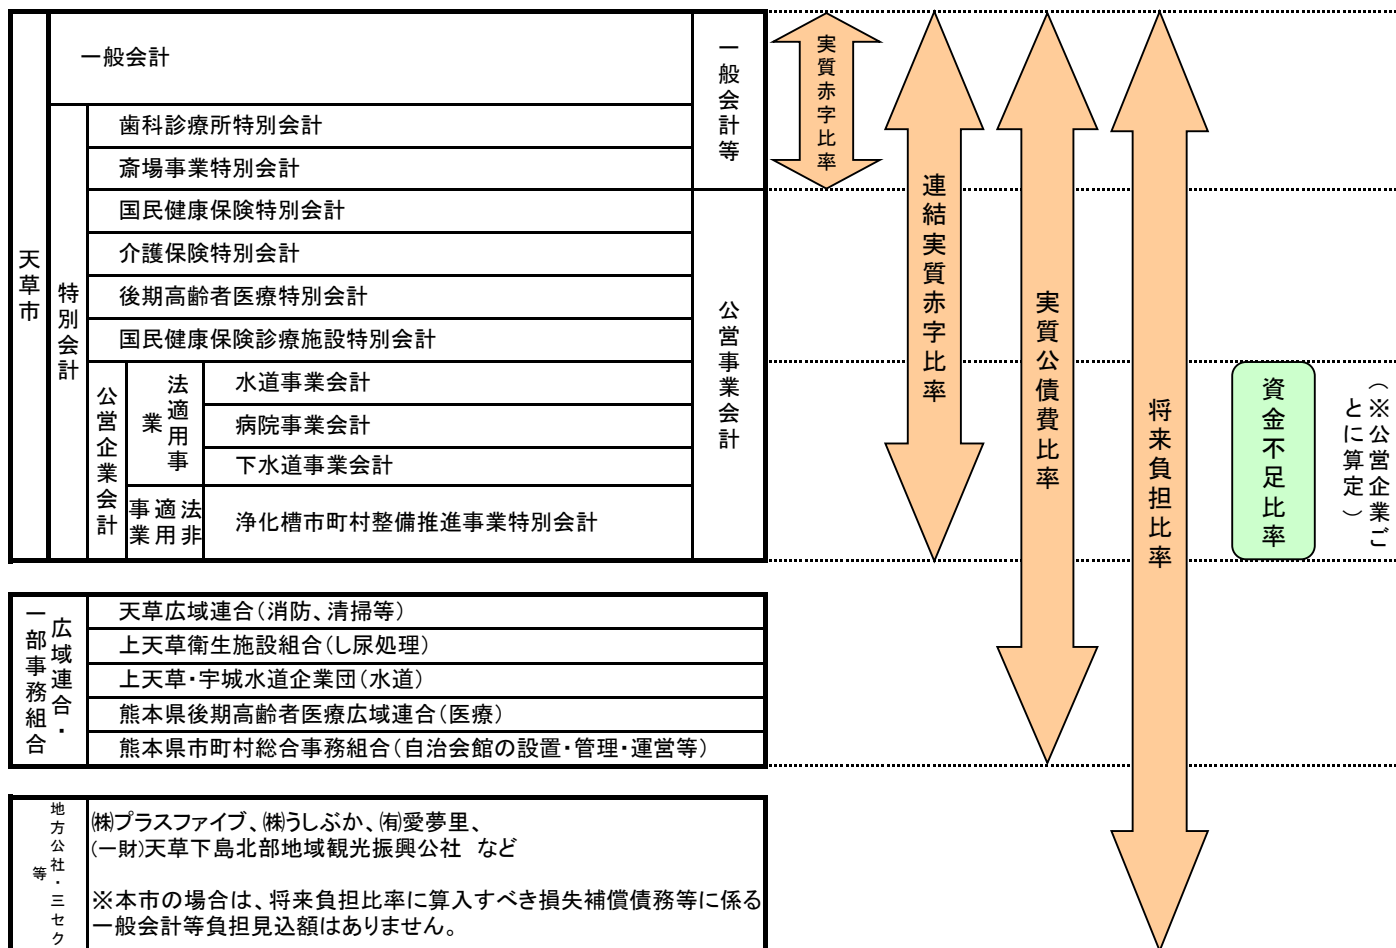 天草市
一般会計
特別会計
歯科診療所特別会計
斎場事業特別会計
国民健康保険特別会計
介護保険特別会計
後期高齢者医療特別会計
国民健康保険診療施設特別会計
公営企業会計
法適用事業
水道事業会計
病院事業会計
下水道事業会計
法非適用事業
浄化槽市町村整備推進事業特別会計
一般会計等
公営事業会計
実質赤字比率
連結実質赤字比率
実質公債費比率
将来負担比率
資金不足比率
(※公営企業ご
とに算定)
広域連合・
一部事務組合
天草広域連合(消防、清掃等)
上天草衛生施設組合(し尿処理)
上天草・宇城水道企業団(水道)
熊本県後期高齢者医療広域連合(医療)
熊本県市町村総合事務組合(自治会館の設置・管理・運営等)
地方公社・三セク
等
㈱プラスファイブ、㈱うしぶか、㈲愛夢里、
(一財)天草下島北部地域観光振興公社 など
※本市の場合は、将来負担比率に算入すべき損失補償債務等に係る
一般会計等負担見込額はありません。